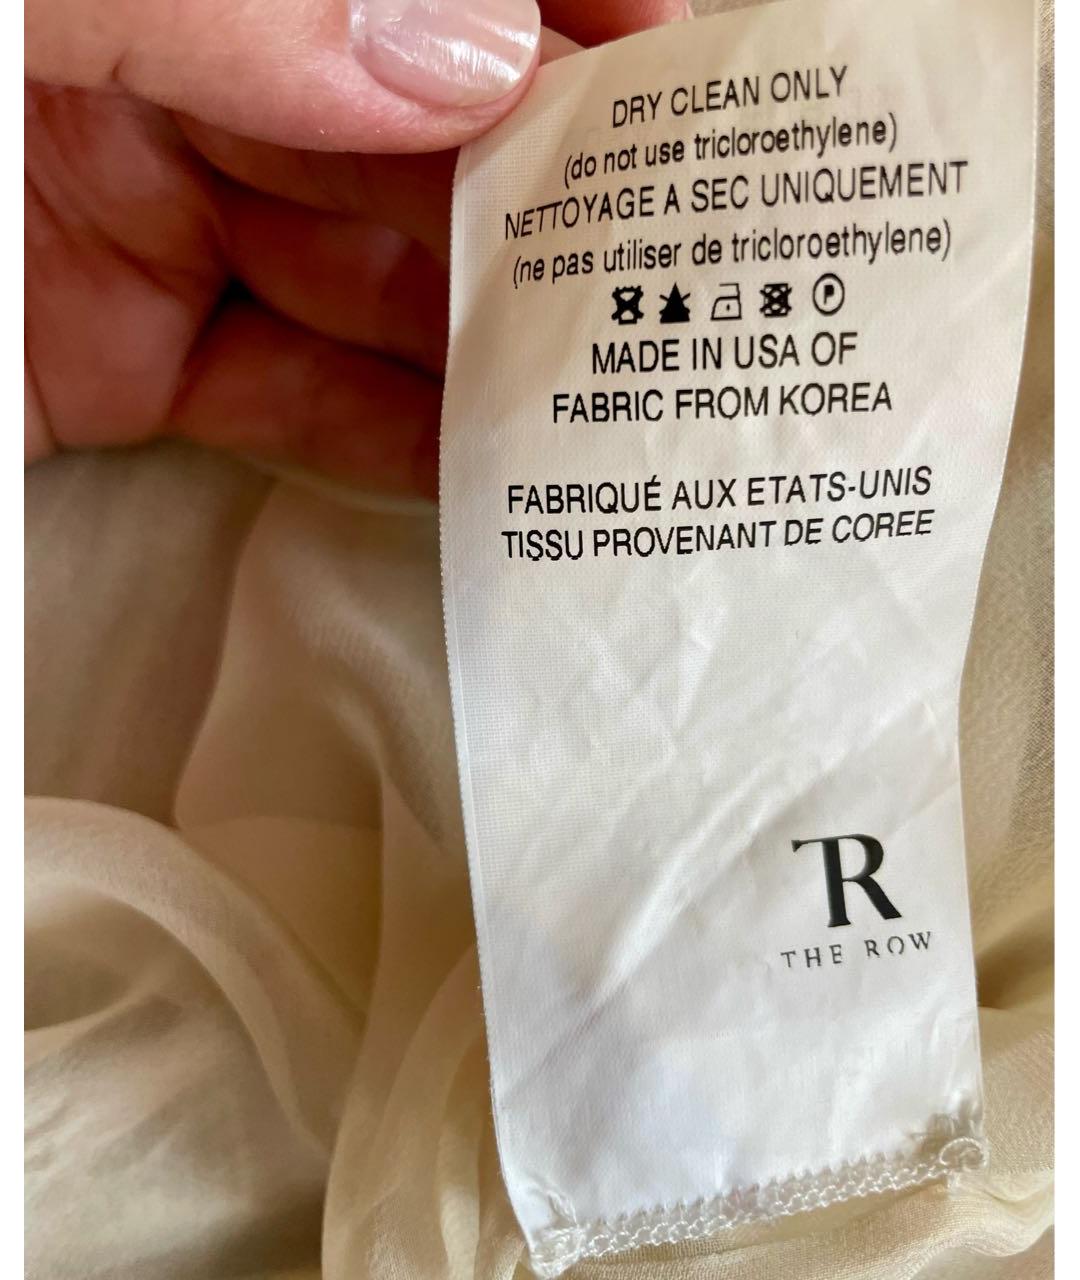 DRY CLEAN ONLY
(do not use tricloroethylene)
NETTOYAGE A SEC UNIQUEMENT
(ne pas utiliser de tricloroethylene)
P
MADE IN USA OF
FABRIC FROM KOREA
FABRIQUÉ AUX ETATS-UNIS
TISSU PROVENANT DE COREE
TR
THE ROW